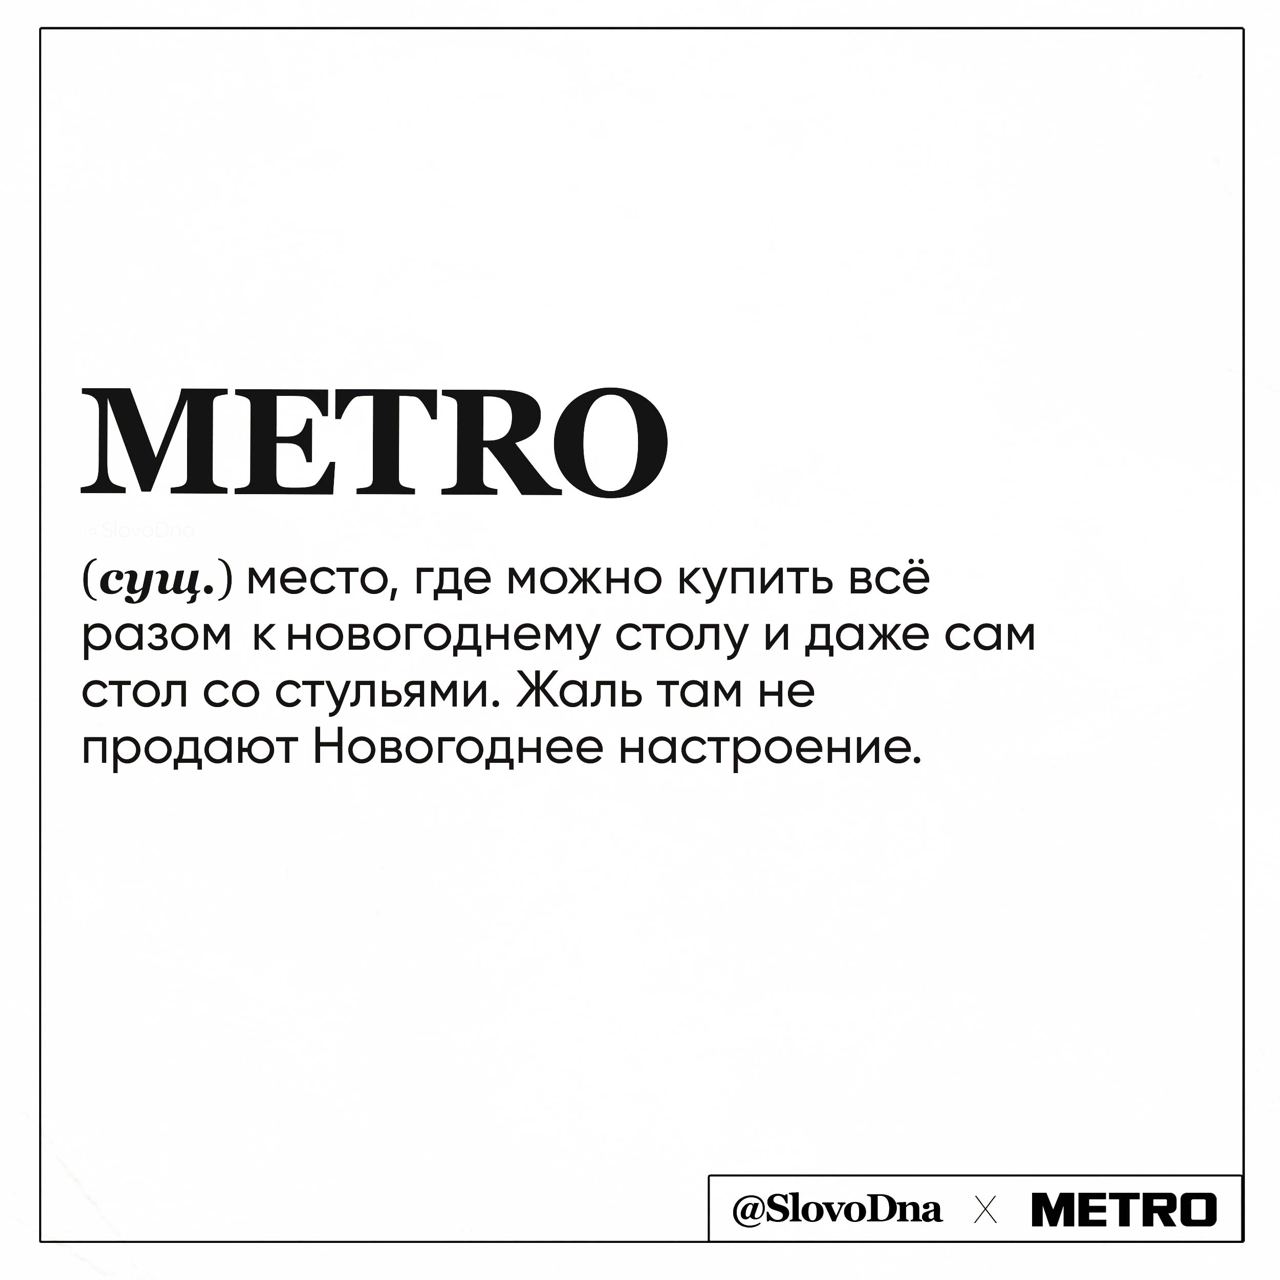 METRO
«SlovoDna
(сущ.) место, где можно купить всё
разом к новогоднему столу и даже сам
стол со стульями. Жаль там не
продают Новогоднее настроение.
@SlovoDna X METRO